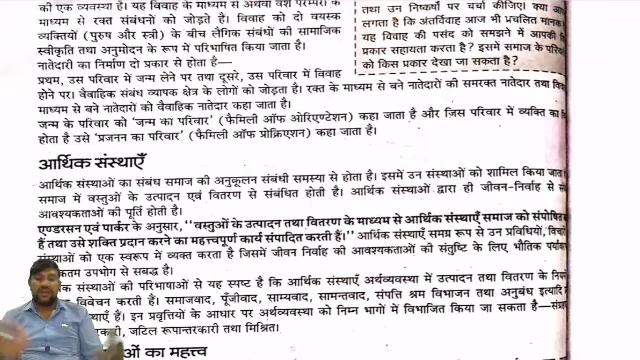 की एक व्यवस्था है। यह विवाह के माध्यम से अथवा वंश परम्परा के
माध्यम से रक्त संबंधनों को जोड़ते है। विवाह को दो वयस्क
व्यक्तियों (पुरुष और स्त्री) के बीच लैंगिक संबंधों की सामाजिक
स्वीकृति तथा अनुमोदन के रूप में परिभाषित किया जाता है।
नातेदारी का निर्माण दो प्रकार से होता है—
प्रथम, उस परिवार में जन्म लेने पर तथा दूसरे, उस परिवार में विवाह
होने पर। वैवाहिक संबंध व्यापक क्षेत्र के लोगों को जोड़ता है। रक्त के माध्यम से बने नातेदारों की समरक्त नातेदार तथा
माध्यम से बने नातेदारों को वैवाहिक नातेदार कहा जाता है।
जन्म के परिवार को 'जन्म का परिवार' (फैमिली ऑफ ओरिएण्टेशन) कहा जाता है और जिस परिवार में व्यक्ति का
होता है उसे 'प्रजनन का परिवार' (फैमिली ऑफ प्रोक्रिएशन) कहा जाता है।
तथा उन निष्कर्षों पर चर्चा कीजिए। क्या
लगता है कि अंतर्विवाह आज भी प्रचलित
यह विवाह की पसंद को समझने में आपकी
प्रकार सहायता करता है? इसमें समाज के
को किस प्रकार देखा जा सकता है?
आर्थिक संस्थाएँ
आर्थिक संस्थाओं का संबंध समाज को अनुकूलन संबंधी समस्या से होता है। इसमें उन संस्थाओं को शामिल किया जाता
समाज में वस्तुओं के उत्पादन एवं वितरण से संबंधित होती है। आर्थिक संस्थाओं द्वारा ही जीवन-निर्वाह से
आवश्यकताओं की पूर्ति होती है।
एण्डरसन एवं पार्कर के अनुसार, "वस्तुओं के उत्पादन तथा वितरण के माध्यम से आर्थिक संस्थाएँ समाज को संपोषित
हैं तथा उसे शक्ति प्रदान करने का महत्त्वपूर्ण कार्य संपादित करती हैं।" आर्थिक संस्थाएँ समग्र रूप से उन प्रविधियों,
संस्थाओं को एक स्वरूप में व्यक्त करता है जिसमें जीवन निर्वाह की आवश्यकताओं की संतुष्टि के लिए भौतिक
उपभोग से सबद्ध है।
संस्थाओं की परिभाषाओं से यह स्पष्ट है कि आर्थिक संस्थाएँ अर्थव्यवस्था में उत्पादन तथा वितरण के
विवेचन करती हैं। समाजवाद, पूँजीवाद, साम्यवाद, सामन्तवाद, संपत्ति श्रम विभाजन तथा अनुबंध इत्यादि
हैं। इन प्रवृत्तियों के आधार पर अर्थव्यवस्था को निम्न भागों में विभाजित किया जा सकता है—
जटिल रूपान्तरकारी तथा मिश्रित।
का महत्त्व